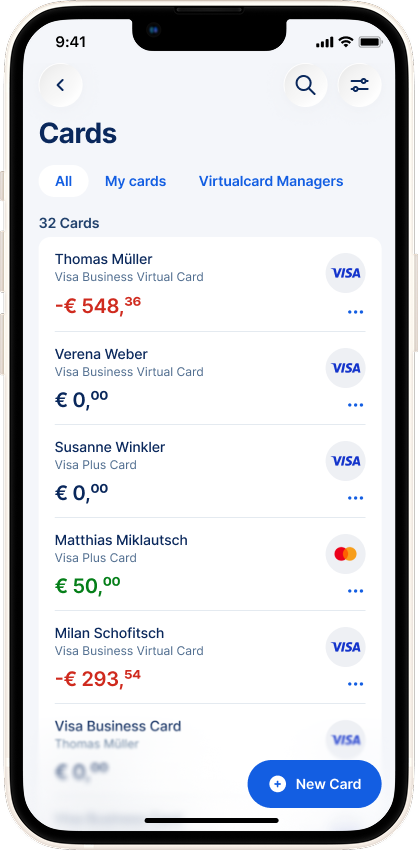 9:41
Cards
All My cards Virtualcard Managers
32 Cards
Thomas Müller
Visa Business Virtual Card
VISA
-€ 548,36
Verena Weber
Visa Business Virtual Card
VISA
€ 0,00
Susanne Winkler
Visa Plus Card
VISA
€ 0,00
Matthias Miklautsch
Visa Plus Card
€ 50,00
Milan Schofitsch
Visa Business Virtual Card
VISA
-€ 293,54
Visa Business Card
Thomas Müller
VISA
€ 0,00
New Card